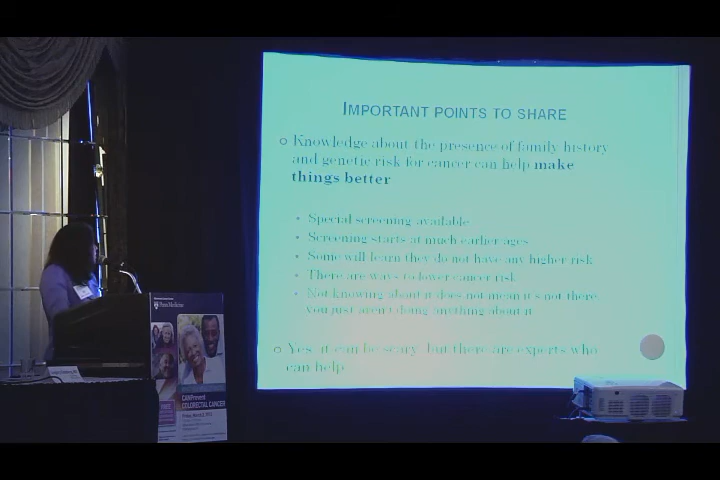 IMPORTANT POINTS TO SHARE
Knowledge about the presence of family history
and genetic risk for cancer can help make
things better
Special screening available
Screening starts at much earlier ages
Some will learn they do not have any higher risk
There are ways to lower cancer risk
Not knowing about it does not mean it's not there,
you just aren't doing anything about it
Yes, it can be scary, but there are experts who
can help
Penn Medicine
CANPrevent
COLORECTAL CANCER